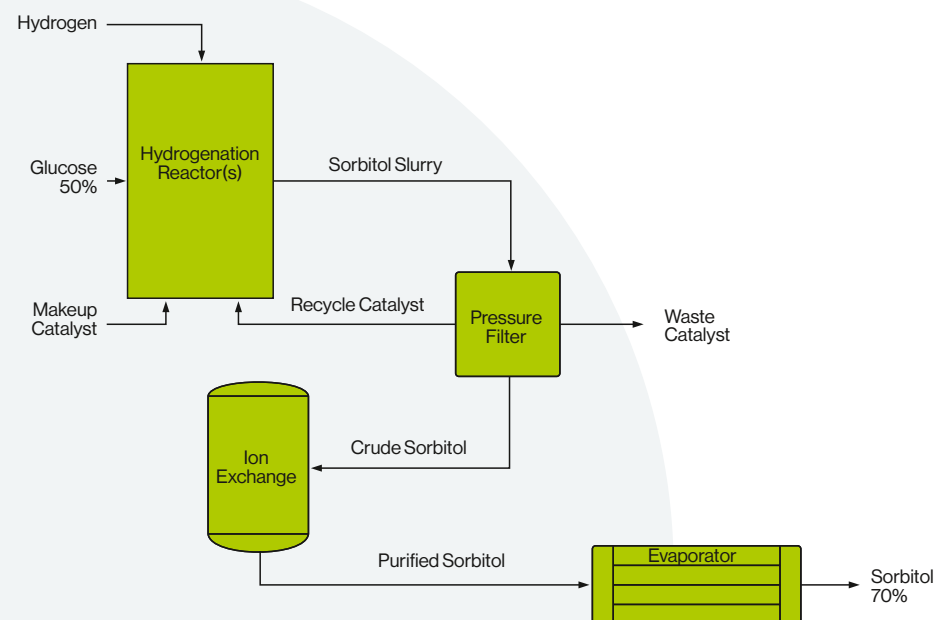 Hydrogen
Hydrogenation
Reactor(s)
Glucose
50%
Sorbitol Slurry
Makeup
Catalyst
Recycle Catalyst
Pressure
Filter
Waste
Catalyst
Ion
Exchange
Crude Sorbitol
Purified Sorbitol
Evaporator
Sorbitol
70%